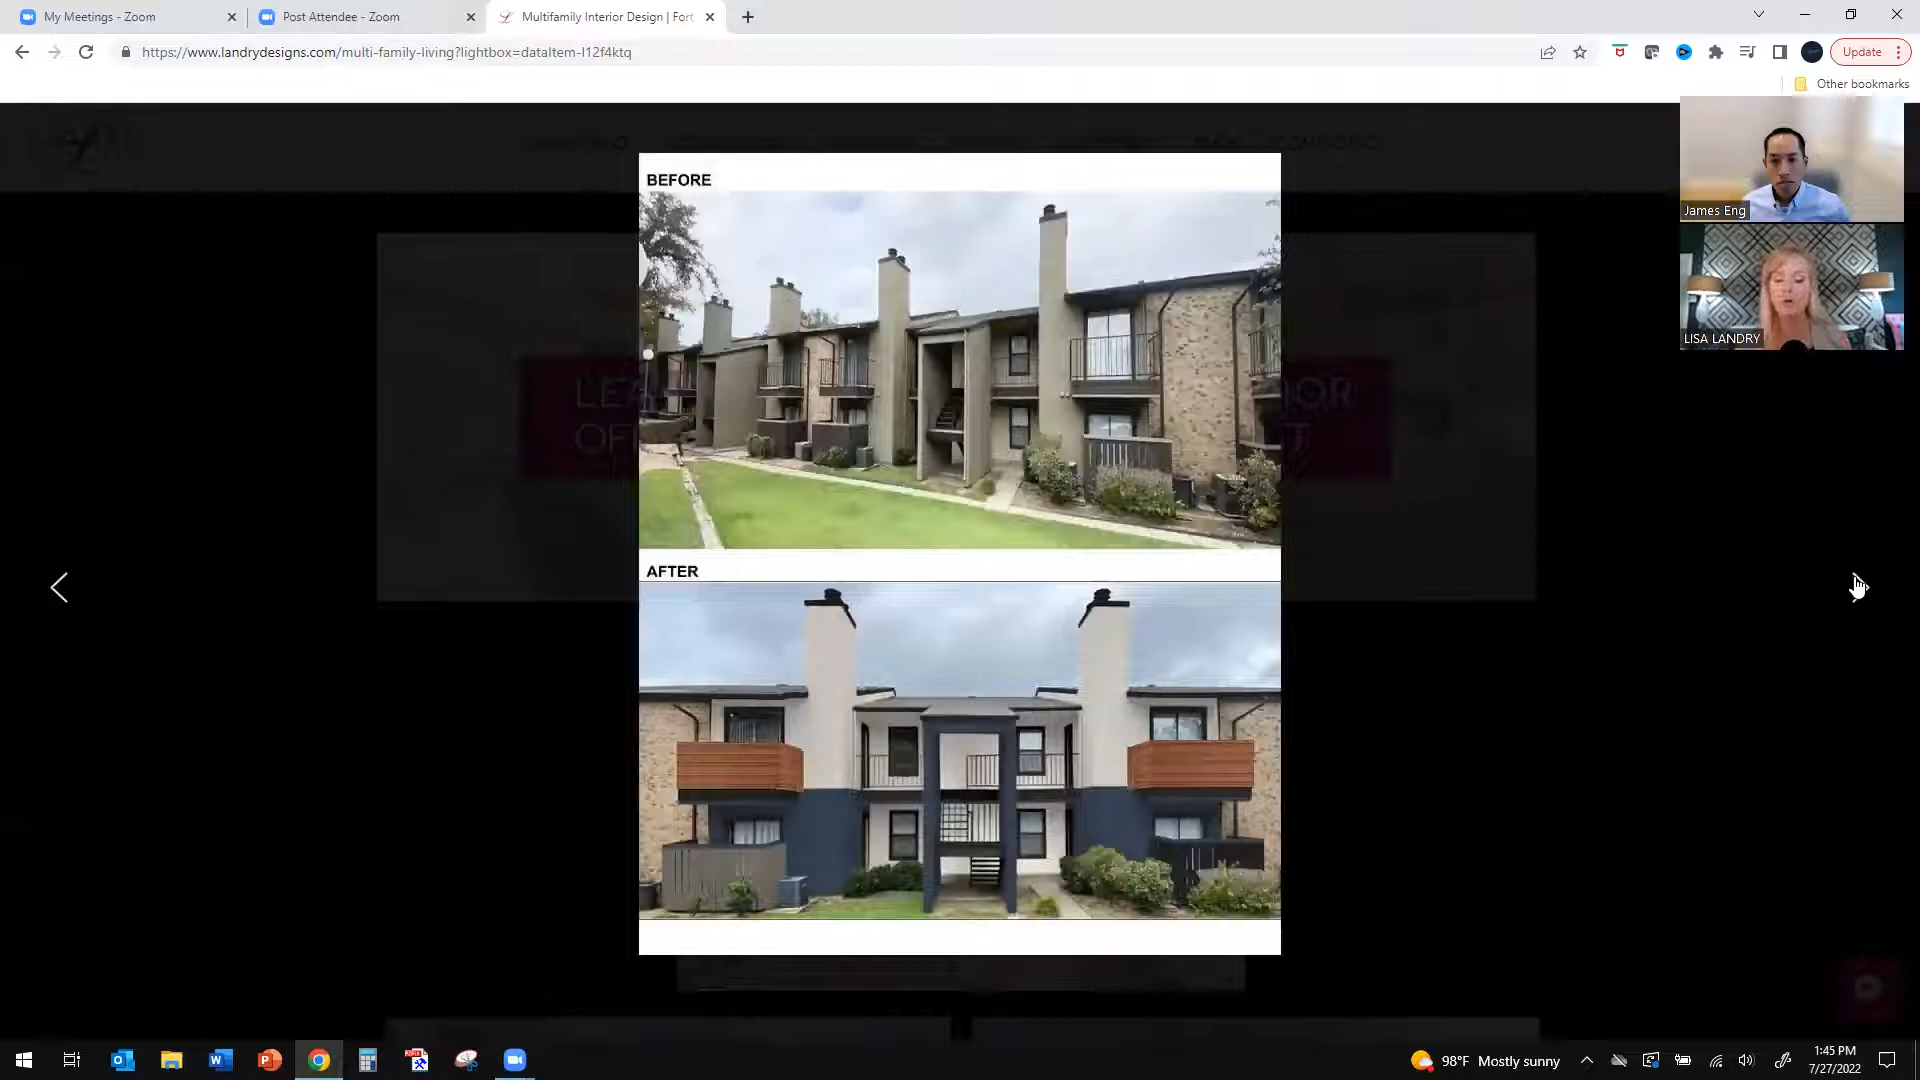 My Meetings - Zoom
Post Attendee - Zoom
Multifamily Interior Design | Fort
https://www.landrydesigns.com/multi-family-living?lightbox=dataItem-l12f4ktq
Update
Other bookmarks
BEFORE
James Eng
LISA LANDRY
AFTER
98°F Mostly sunny
1:45 PM
7/27/2022